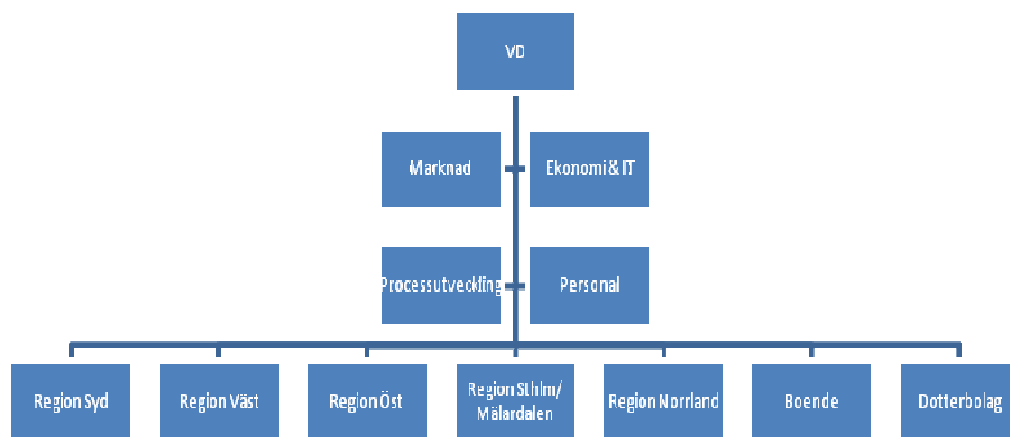 VD
Marknad
Ekonomi & IT
Processutveckling
Personal
Region Syd
Region Väst
Region Öst
Region Sthlm/
Mälardalen
Region Norrland
Boende
Dotterbolag